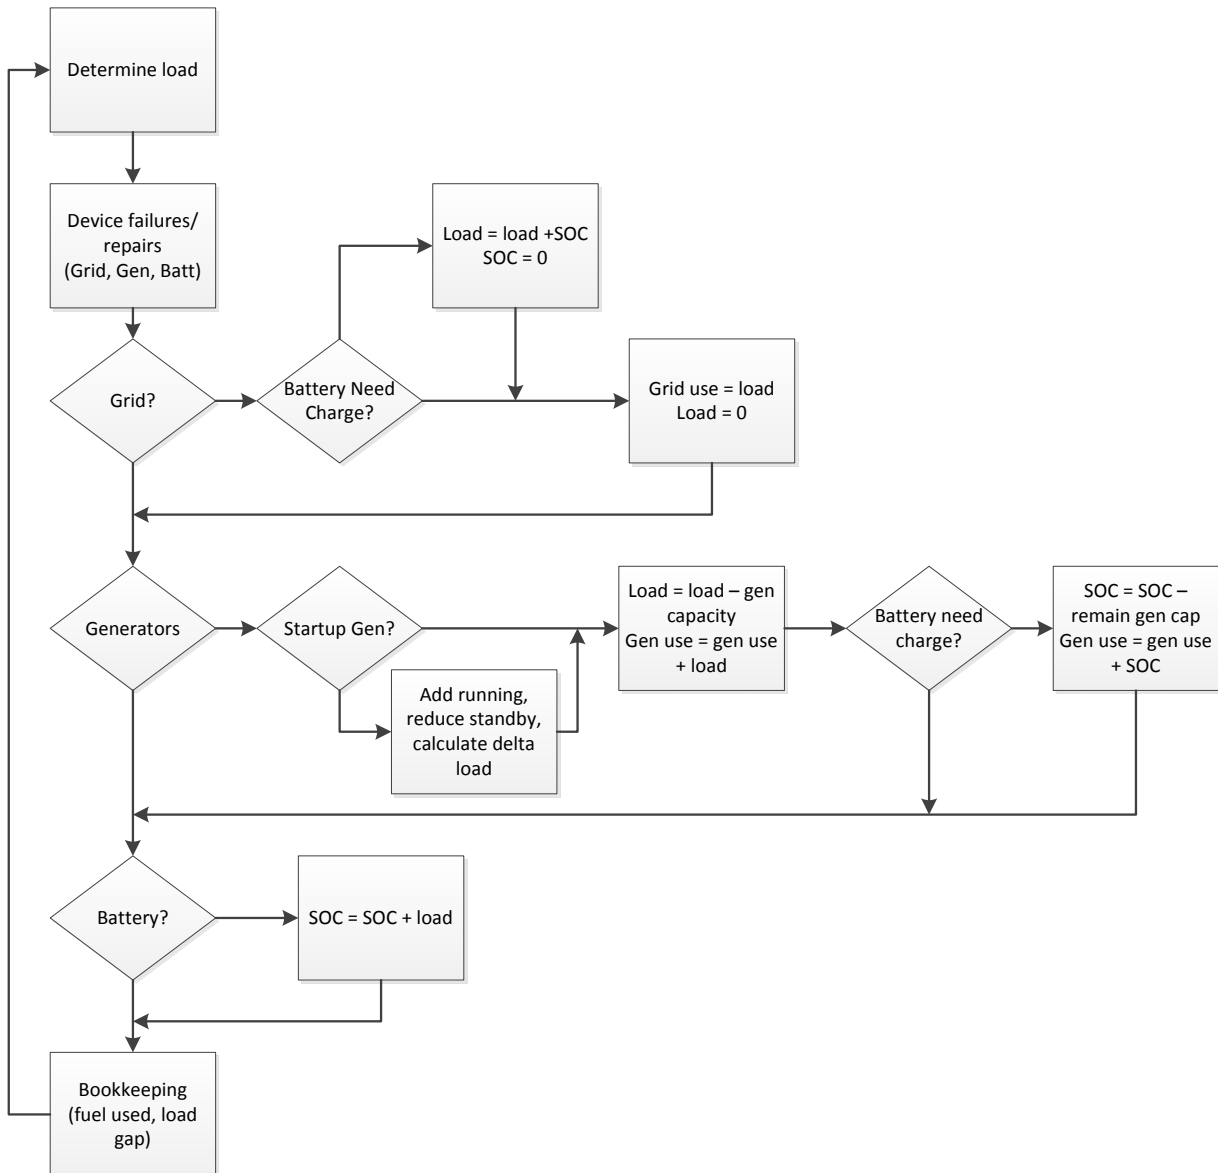 Determine load
Device failures/
repairs
(Grid, Gen, Batt)
Load = load +SOC
SOC = 0
Grid?
Battery Need
Charge?
Grid use = load
Load = 0
Generators
Startup Gen?
Load = load – gen
capacity
Gen use = gen use
+ load
Battery need
charge?
SOC = SOC –
remain gen cap
Gen use = gen use
+ SOC
Add running,
reduce standby,
calculate delta
load
Battery?
SOC = SOC + load
Bookkeeping
(fuel used, load
gap)